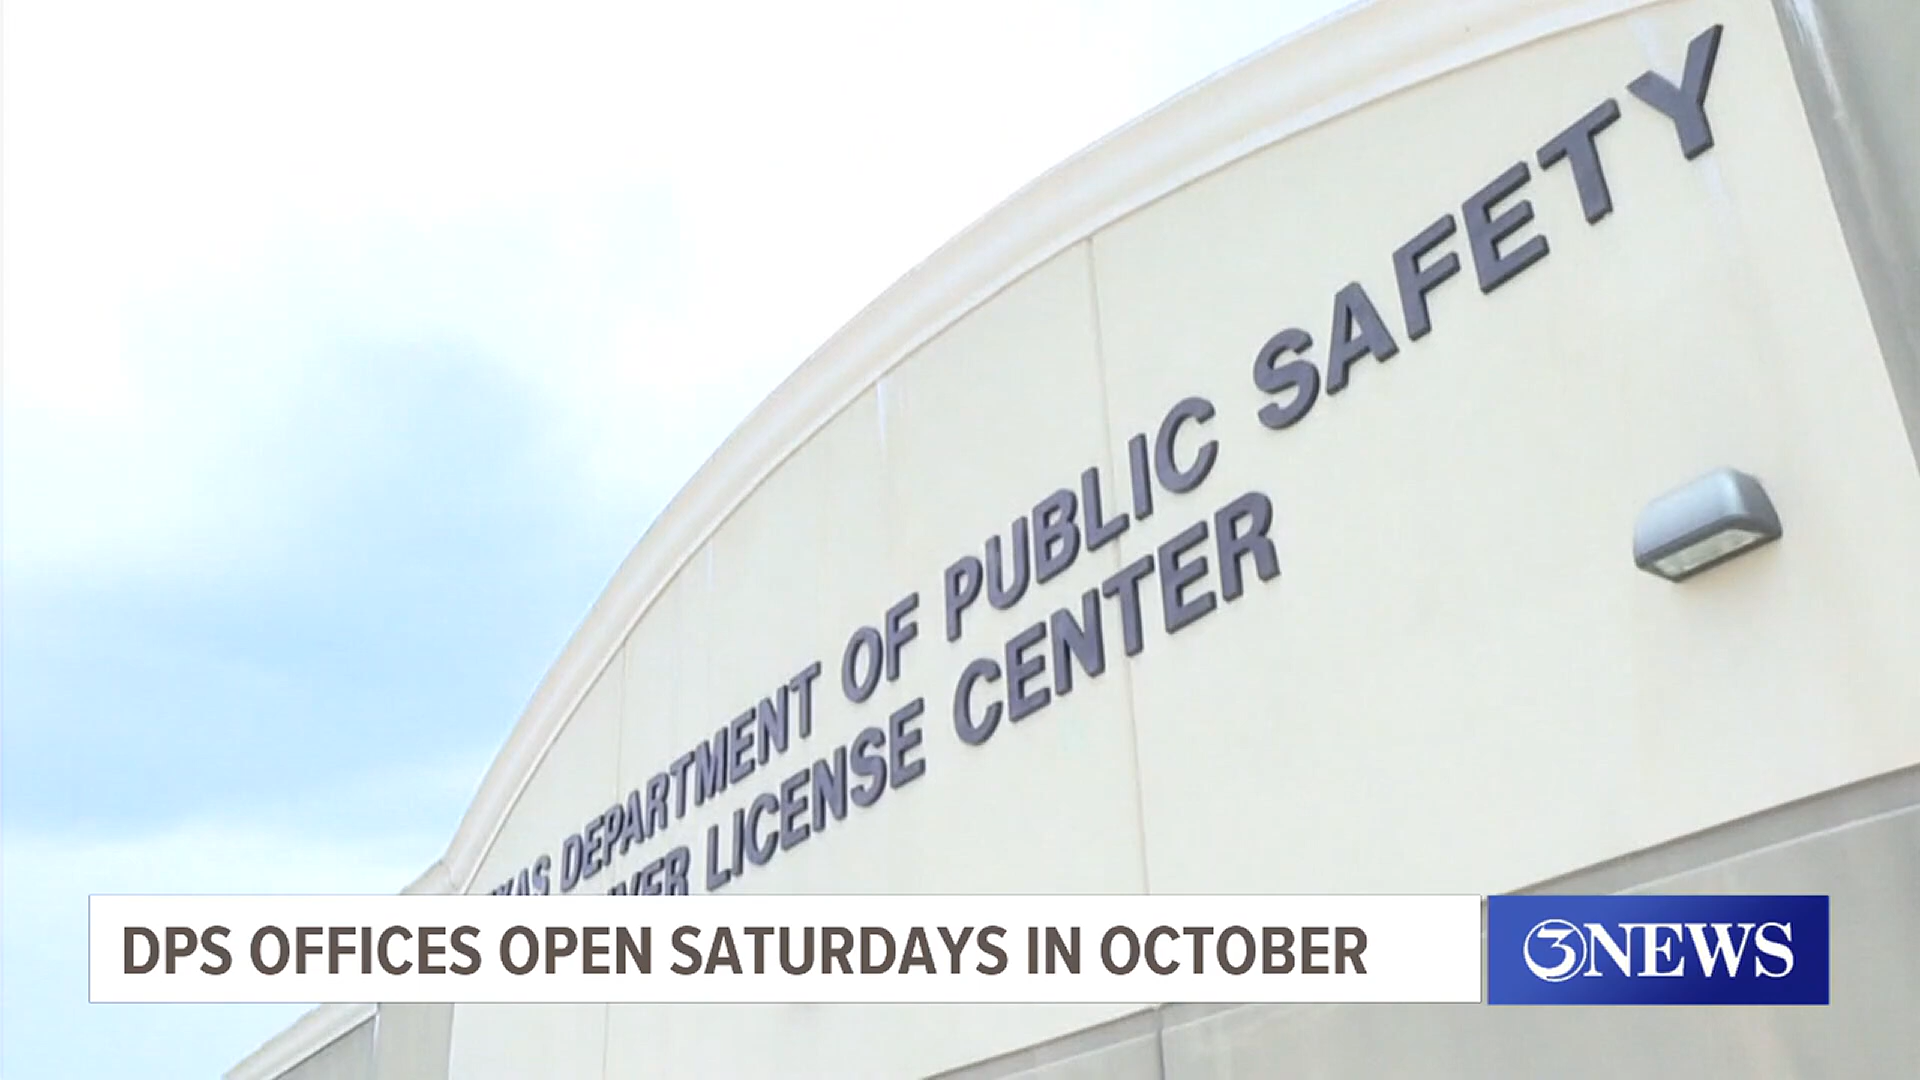 DEPARTMENT OF PUBLIC SAFETY
LICENSE CENTER
DPS OFFICES OPEN SATURDAYS IN OCTOBER
3NEWS